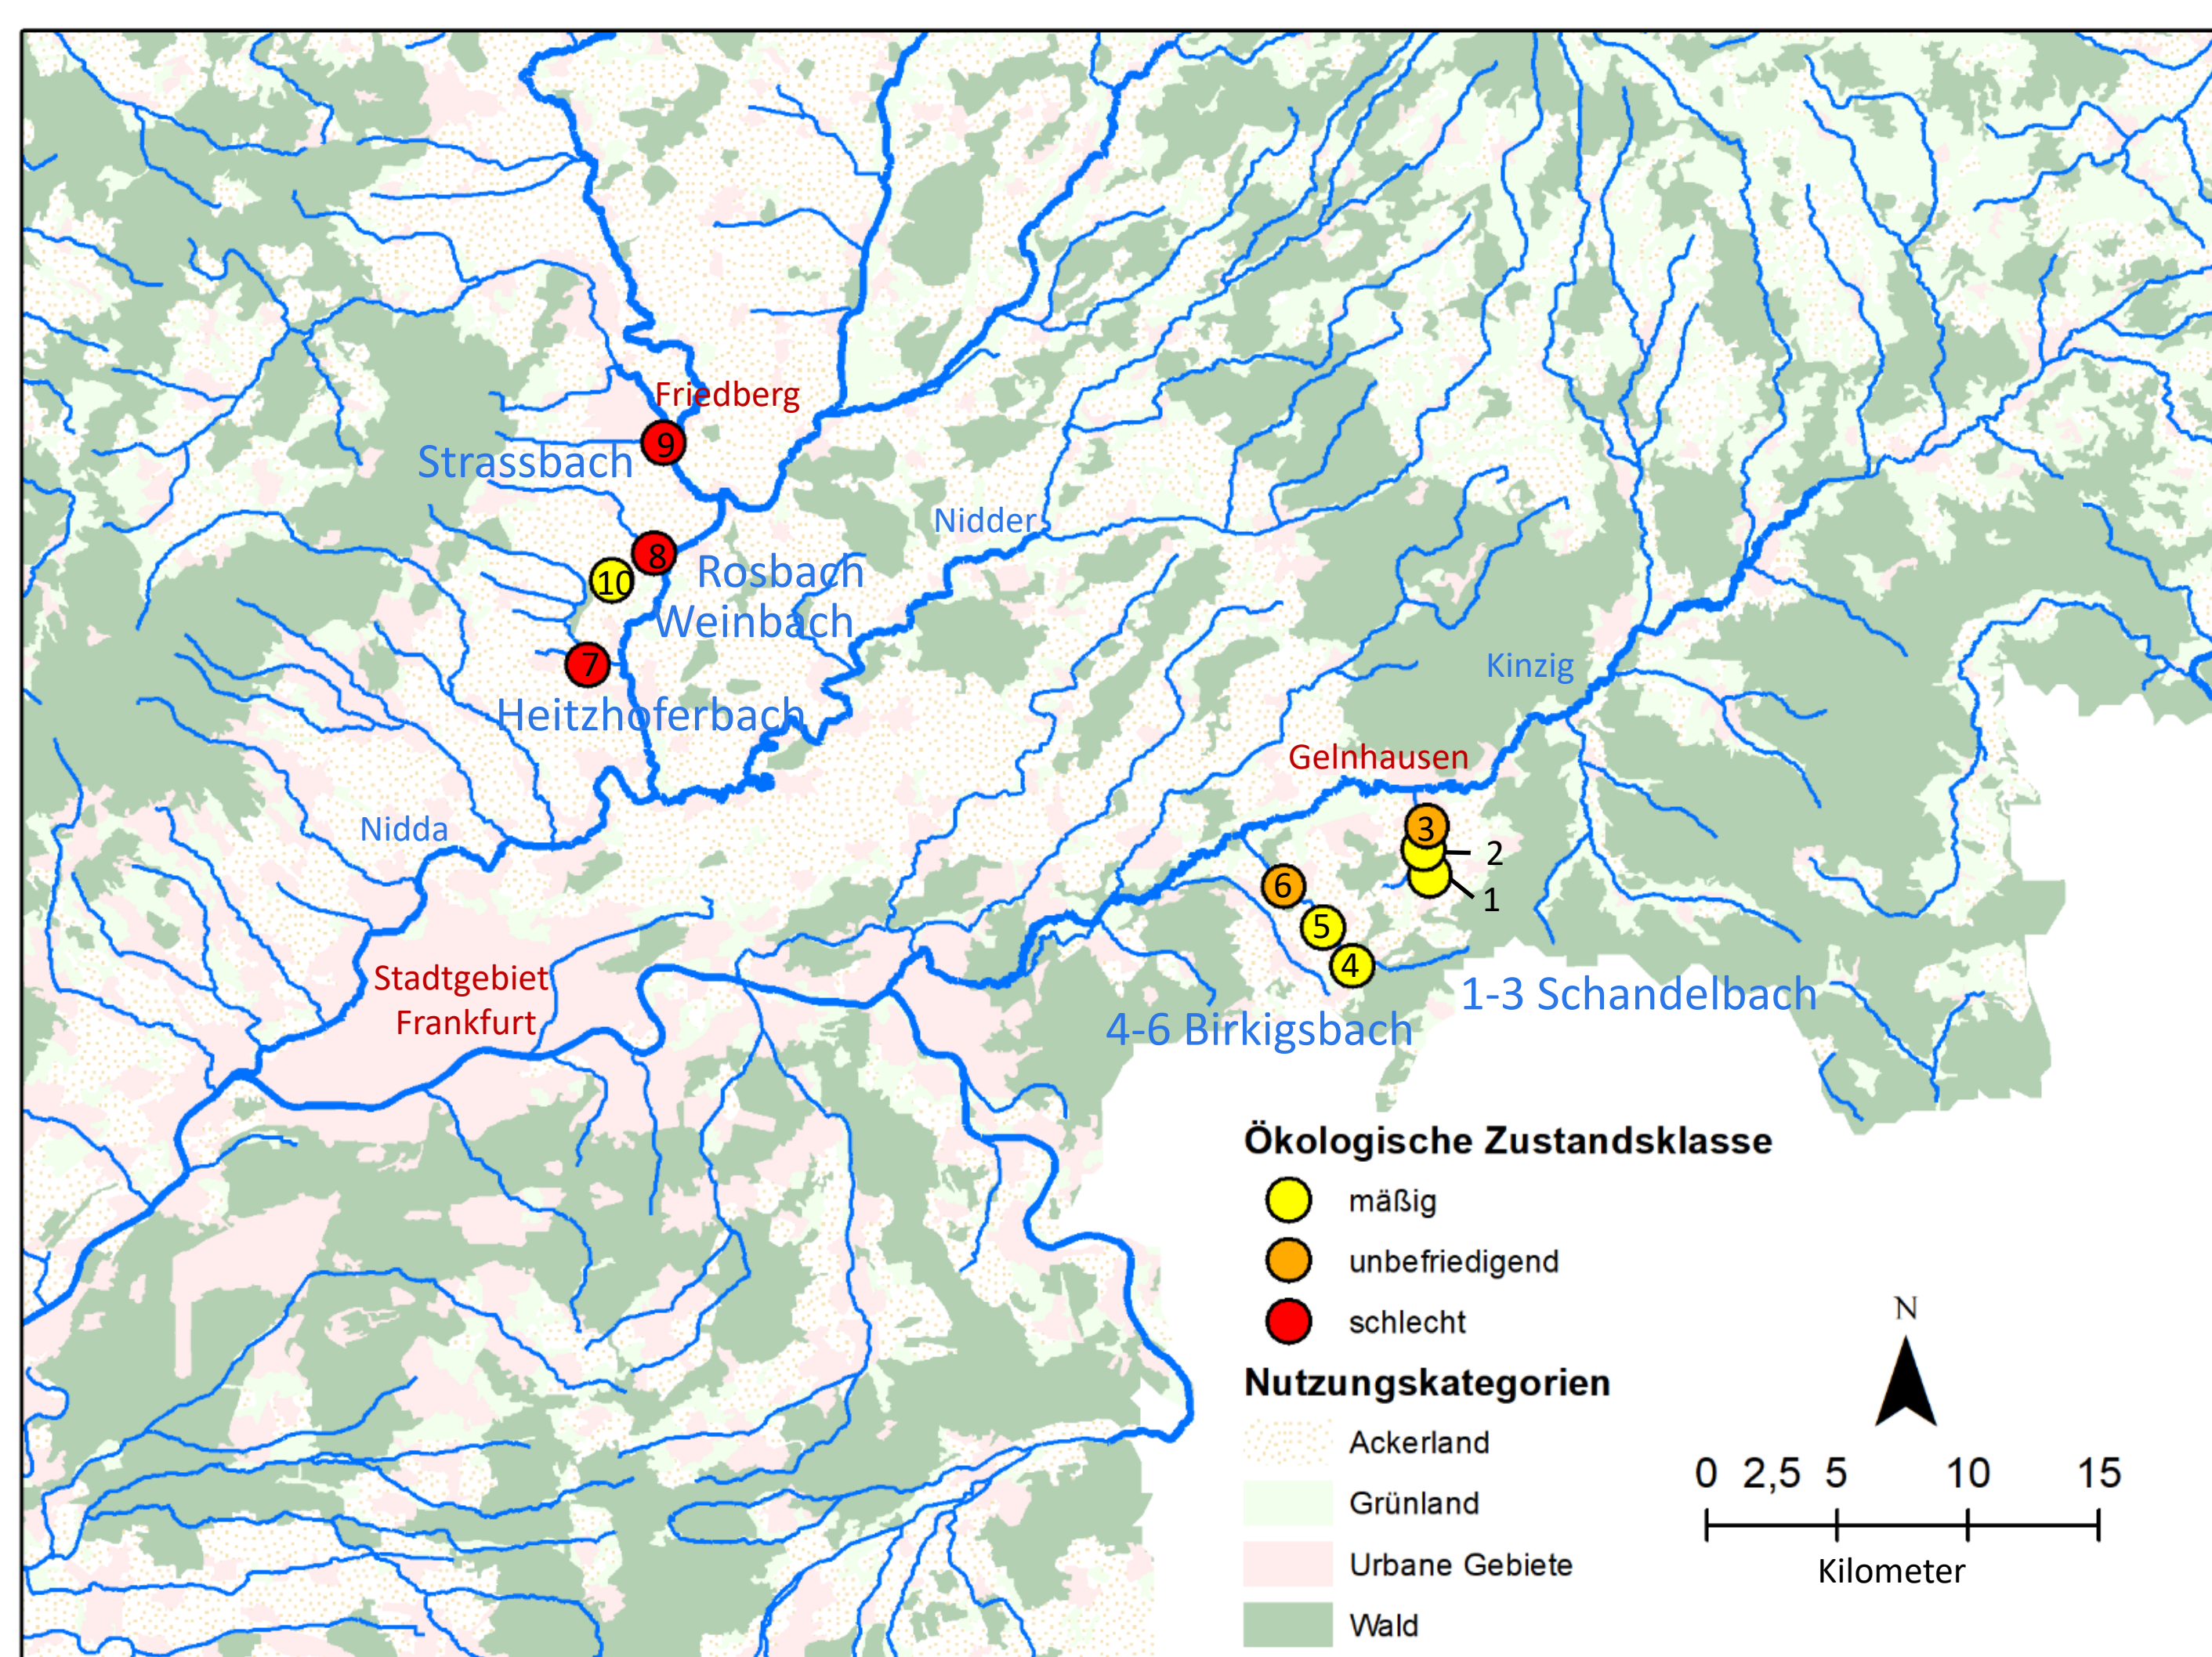 Friedberg
9
Strassbach
Nidder
8
10
Rosbach
Weinbach
7
Kinzig
Heitzhoferbach
Gelnhausen
Nidda
3
2
6
1
5
4
Stadtgebiet
Frankfurt
1-3 Schandelbach
4-6 Birkigsbach
Ökologische Zustandsklasse
mäßig
unbefriedigend
schlecht
Nutzungskategorien
Ackerland
Grünland
Urbane Gebiete
Wald
N
0 2,5 5 10 15
Kilometer